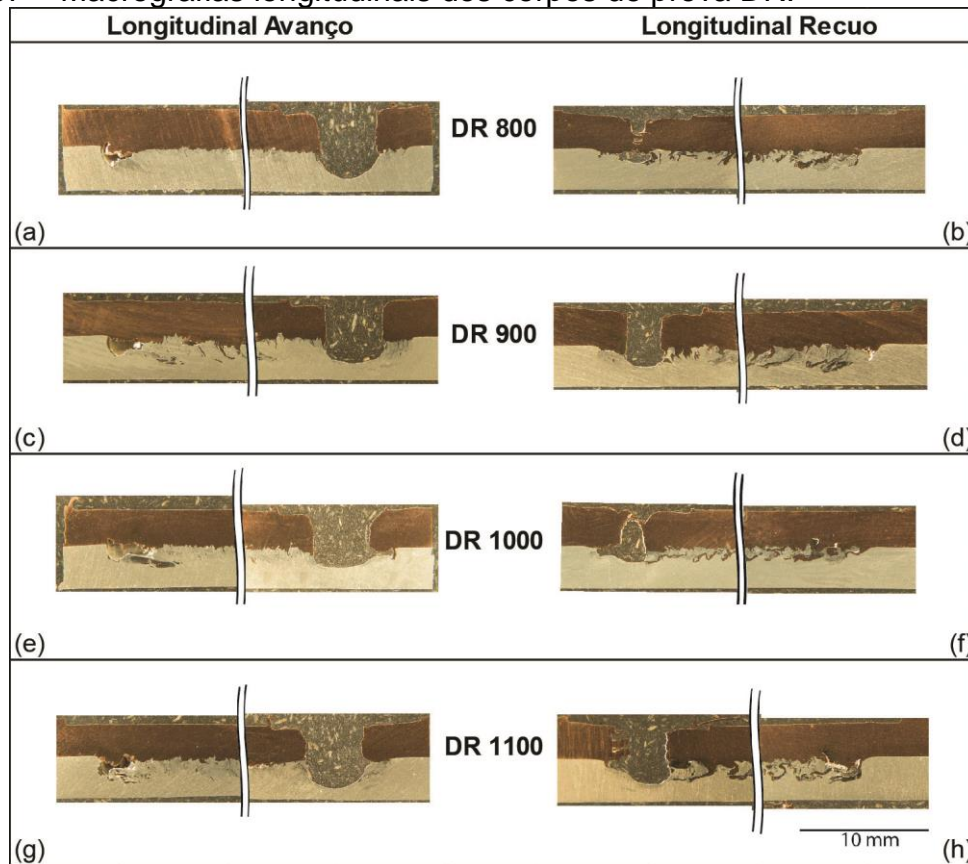 Longitudinal Avanço Longitudinal Recuo
DR 800
(a) (b)
DR 900
(c) (d)
DR 1000
(e) (f)
DR 1100
10 mm
(g) (h)